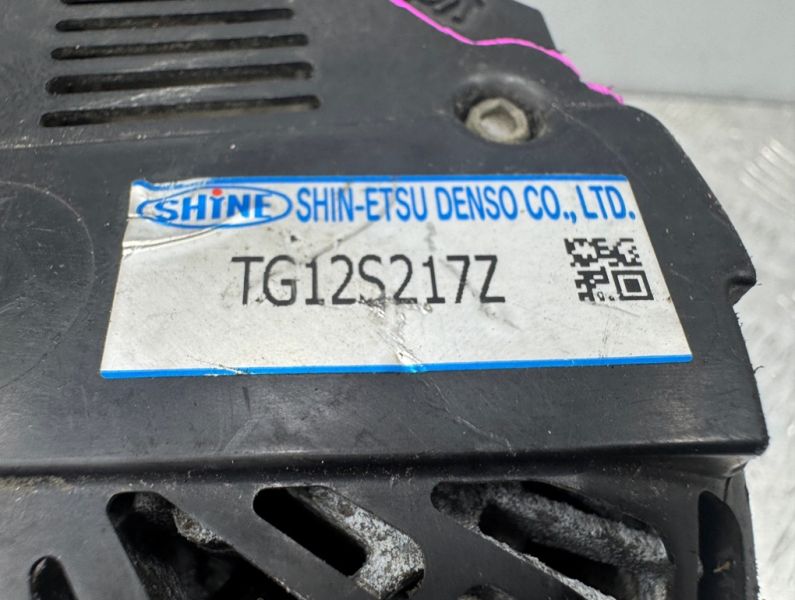 SHiNE SHIN-ETSU DENSO CO., LTD.
TG12S217Z